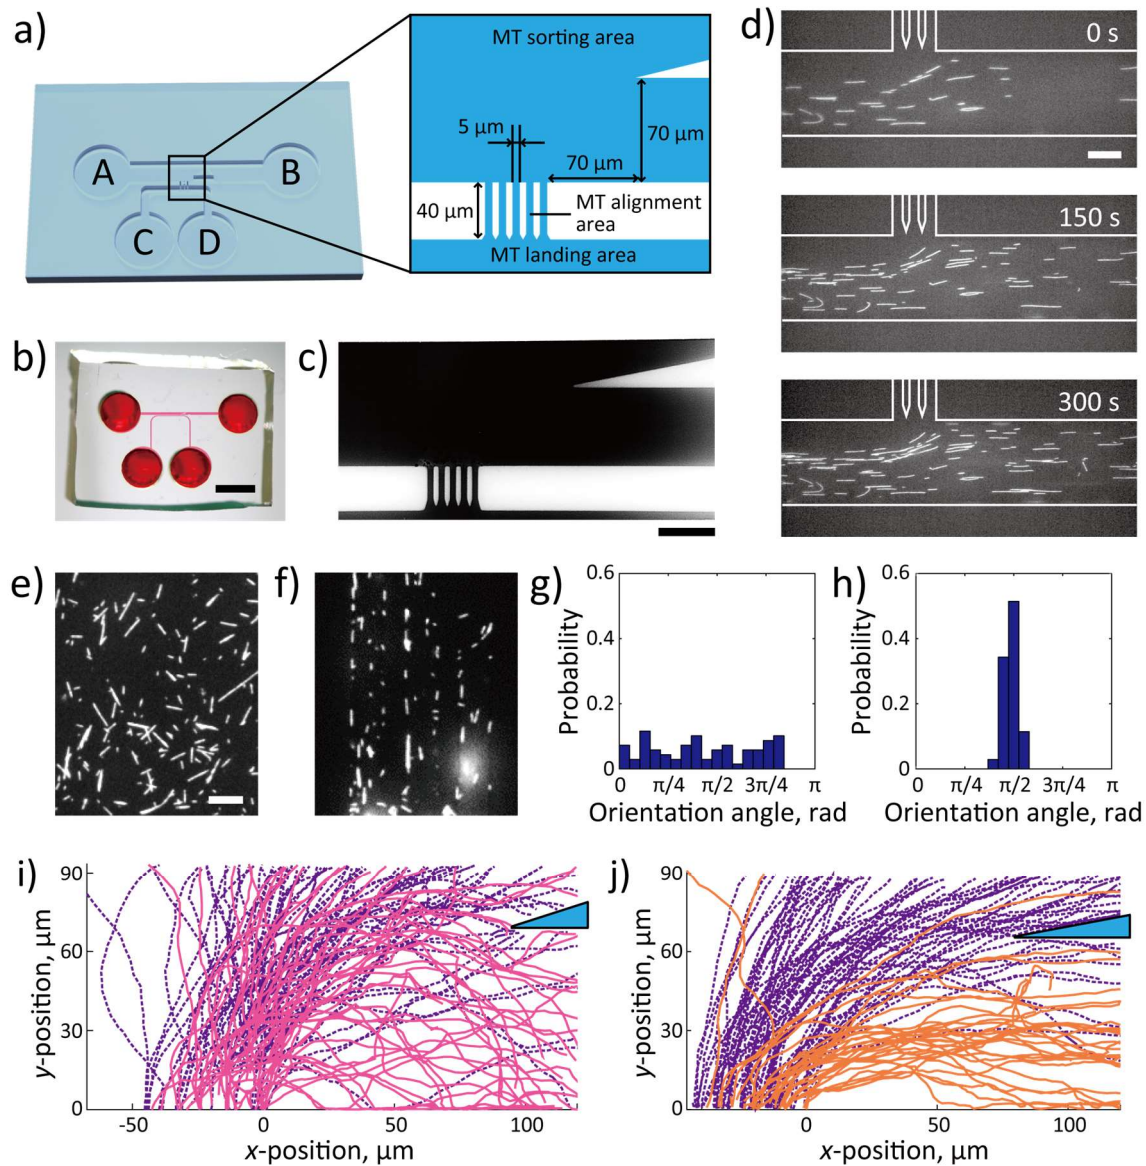 a)
A
B
C
D
MT sorting area
5 μm
70 μm
70 μm
40 μm
MT alignment
area
MT landing area
b)
c)
d)
0 s
150 s
300 s
e)
f)
g)
Probability
0.6
0.4
0.2
0
0
π/4
π/2
3π/4
π
Orientation angle, rad
h)
Probability
0.6
0.4
0.2
0
0
π/4
π/2
3π/4
π
Orientation angle, rad
i)
y-position, μm
90
60
30
0
-50
0
50
100
x-position, μm
j)
y-position, μm
90
60
30
0
0
50
100
x-position, μm